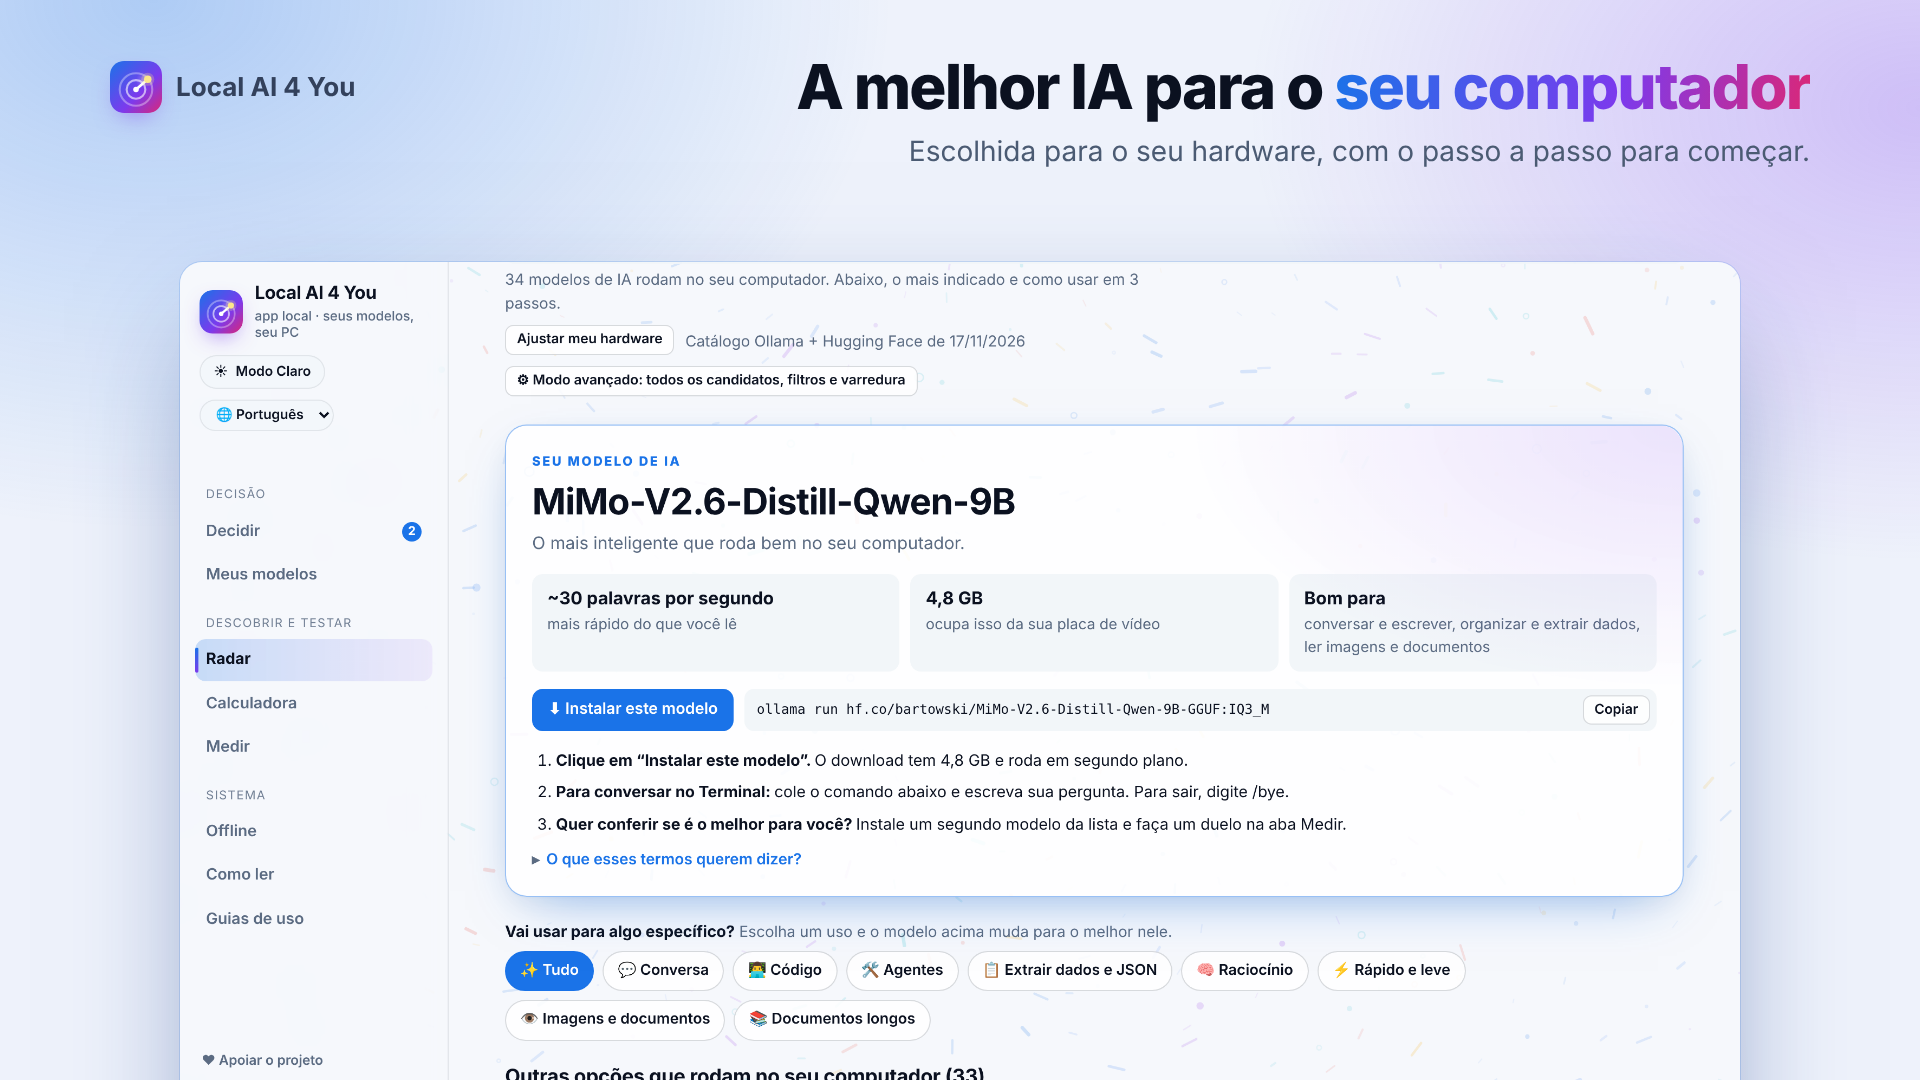 Local AI 4 You
A melhor IA para o seu computador
Escolhida para o seu hardware, com o passo a passo para começar.
Local AI 4 You
app local · seus modelos,
seu PC
☀ Modo Claro
🌐 Português
DECISÃO
Decidir 2
Meus modelos
DESCOBRIR E TESTAR
Radar
Calculadora
Medir
SISTEMA
Offline
Como ler
Guias de uso
♥ Apoiar o projeto
34 modelos de IA rodam no seu computador. Abaixo, o mais indicado e como usar em 3
passos.
Ajustar meu hardware Catálogo Ollama + Hugging Face de 17/11/2026
⚙ Modo avançado: todos os candidatos, filtros e varredura
SEU MODELO DE IA
MiMo-V2.6-Distill-Qwen-9B
O mais inteligente que roda bem no seu computador.
~30 palavras por segundo
mais rápido do que você lê
4,8 GB
ocupa isso da sua placa de vídeo
Bom para
conversar e escrever, organizar e extrair dados,
ler imagens e documentos
⬇ Instalar este modelo ollama run hf.co/bartowski/MiMo-V2.6-Distill-Qwen-9B-GGUF:IQ3_M Copiar
1. Clique em “Instalar este modelo”. O download tem 4,8 GB e roda em segundo plano.
2. Para conversar no Terminal: cole o comando abaixo e escreva sua pergunta. Para sair, digite /bye.
3. Quer conferir se é o melhor para você? Instale um segundo modelo da lista e faça um duelo na aba Medir.
▸ O que esses termos querem dizer?
Vai usar para algo específico? Escolha um uso e o modelo acima muda para o melhor nele.
✨ Tudo 💬 Conversa 👨‍💻 Código 🛠️ Agentes 📋 Extrair dados e JSON 🧠 Raciocínio ⚡ Rápido e leve
👁️ Imagens e documentos 📚 Documentos longos
Outras opções que rodam no seu computador (33)